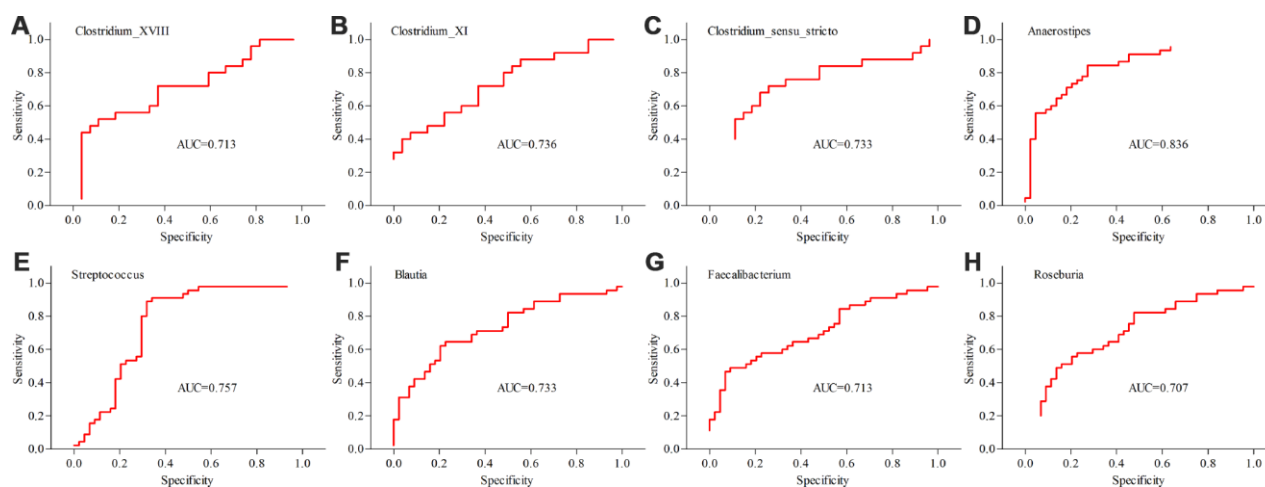 A
Clostridium_XVIII
1.0
0.8
0.6
0.4
0.2
0.0
Sensitivity
AUC=0.713
0.0 0.2 0.4 0.6 0.8 1.0
Specificity
B
Clostridium_XI
1.0
0.8
0.6
0.4
0.2
0.0
Sensitivity
AUC=0.736
0.0 0.2 0.4 0.6 0.8 1.0
Specificity
C
Clostridium_sensu_stricto
1.0
0.8
0.6
0.4
0.2
0.0
Sensitivity
AUC=0.733
0.0 0.2 0.4 0.6 0.8 1.0
Specificity
D
Anaerostipes
1.0
0.8
0.6
0.4
0.2
0.0
Sensitivity
AUC=0.836
0.0 0.2 0.4 0.6 0.8 1.0
Specificity
E
Streptococcus
1.0
0.8
0.6
0.4
0.2
0.0
Sensitivity
AUC=0.757
0.0 0.2 0.4 0.6 0.8 1.0
Specificity
F
Blautia
1.0
0.8
0.6
0.4
0.2
0.0
Sensitivity
AUC=0.733
0.0 0.2 0.4 0.6 0.8 1.0
Specificity
G
Faecalibacterium
1.0
0.8
0.6
0.4
0.2
0.0
Sensitivity
AUC=0.713
0.0 0.2 0.4 0.6 0.8 1.0
Specificity
H
Roseburia
1.0
0.8
0.6
0.4
0.2
0.0
Sensitivity
AUC=0.707
0.0 0.2 0.4 0.6 0.8 1.0
Specificity